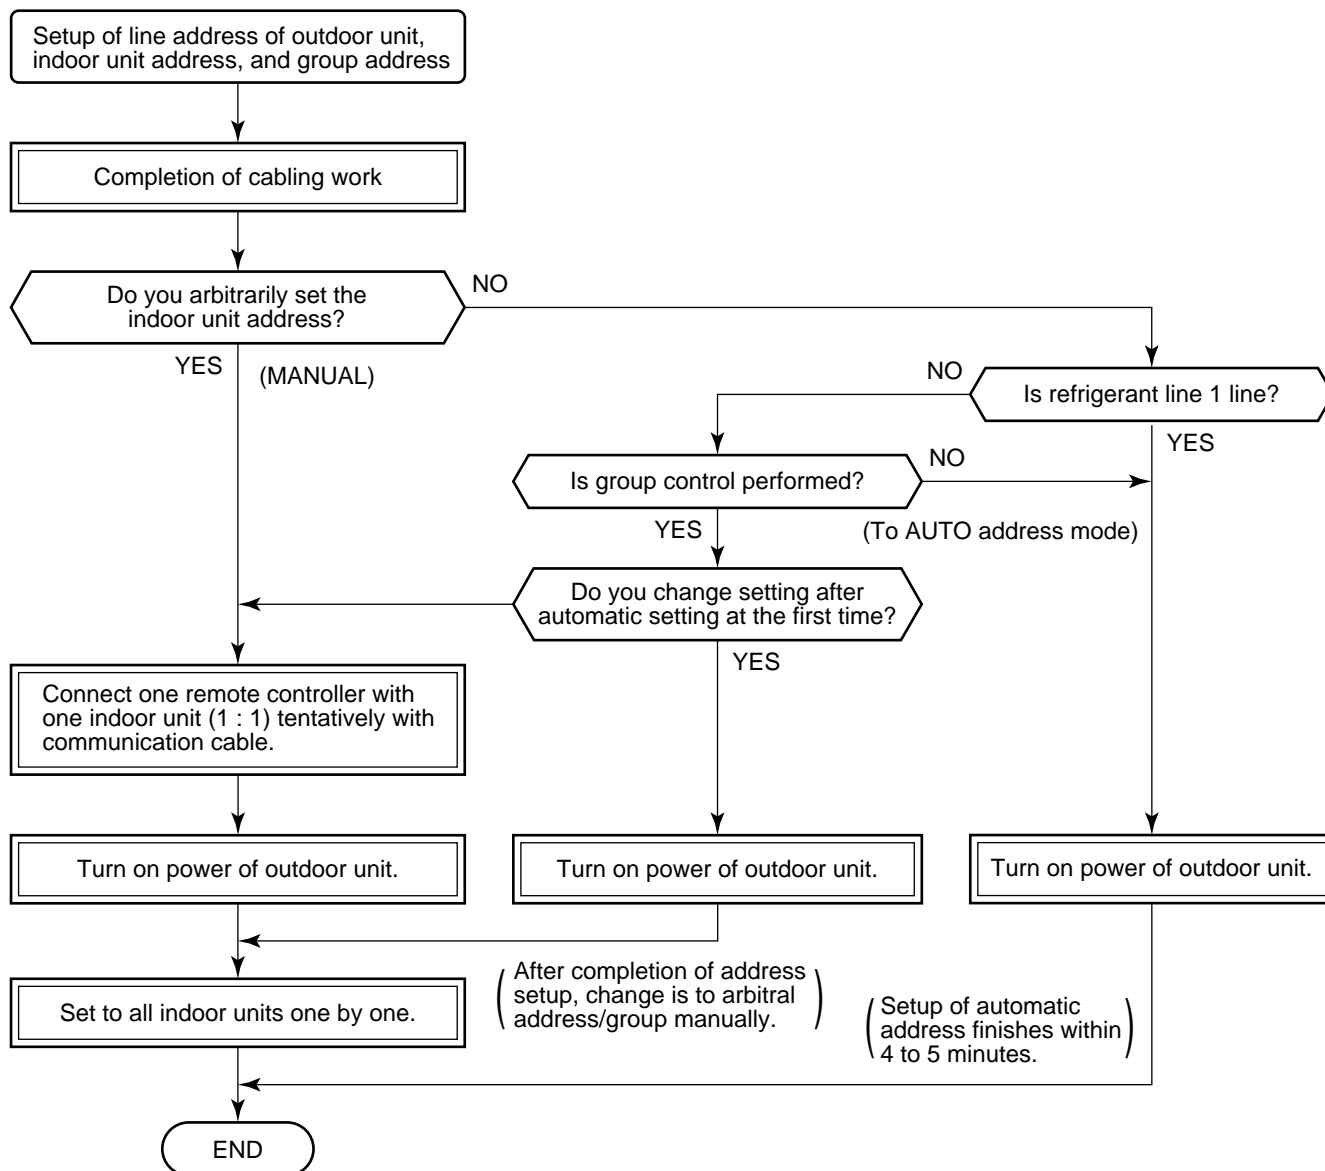 Setup of line address of outdoor unit,
indoor unit address, and group address
Completion of cabling work
Do you arbitrarily set the
indoor unit address?
NO
YES
(MANUAL)
NO
Is refrigerant line 1 line?
YES
Is group control performed?
NO
YES
(To AUTO address mode)
Do you change setting after
automatic setting at the first time?
YES
Connect one remote controller with
one indoor unit (1 : 1) tentatively with
communication cable.
Turn on power of outdoor unit.
Turn on power of outdoor unit.
Turn on power of outdoor unit.
(After completion of address
setup, change is to arbitral
address/group manually.)
Set to all indoor units one by one.
(Setup of automatic
address finishes within
4 to 5 minutes.)
END